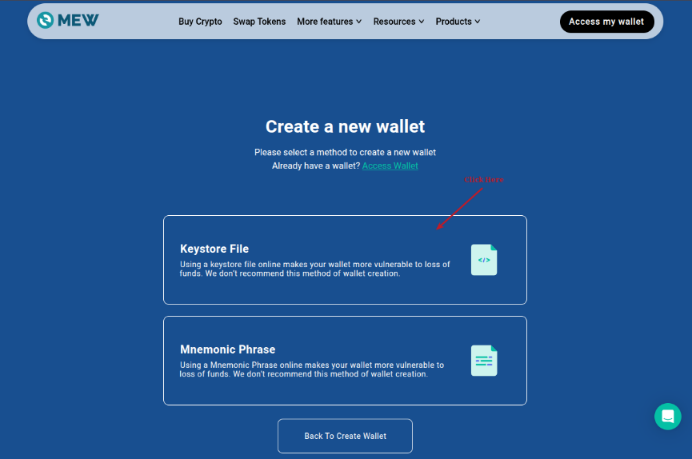 MEW
Buy Crypto Swap Tokens More features Resources Products Access my wallet
Create a new wallet
Please select a method to create a new wallet
Already have a wallet? Access Wallet
Keystore File
Using a keystore file online makes your wallet more vulnerable to loss of
funds. We don't recommend this method of wallet creation.
</>
Mnemonic Phrase
Using a Mnemonic Phrase online makes your wallet more vulnerable to
loss of funds. We don't recommend this method of wallet creation.
Back To Create Wallet